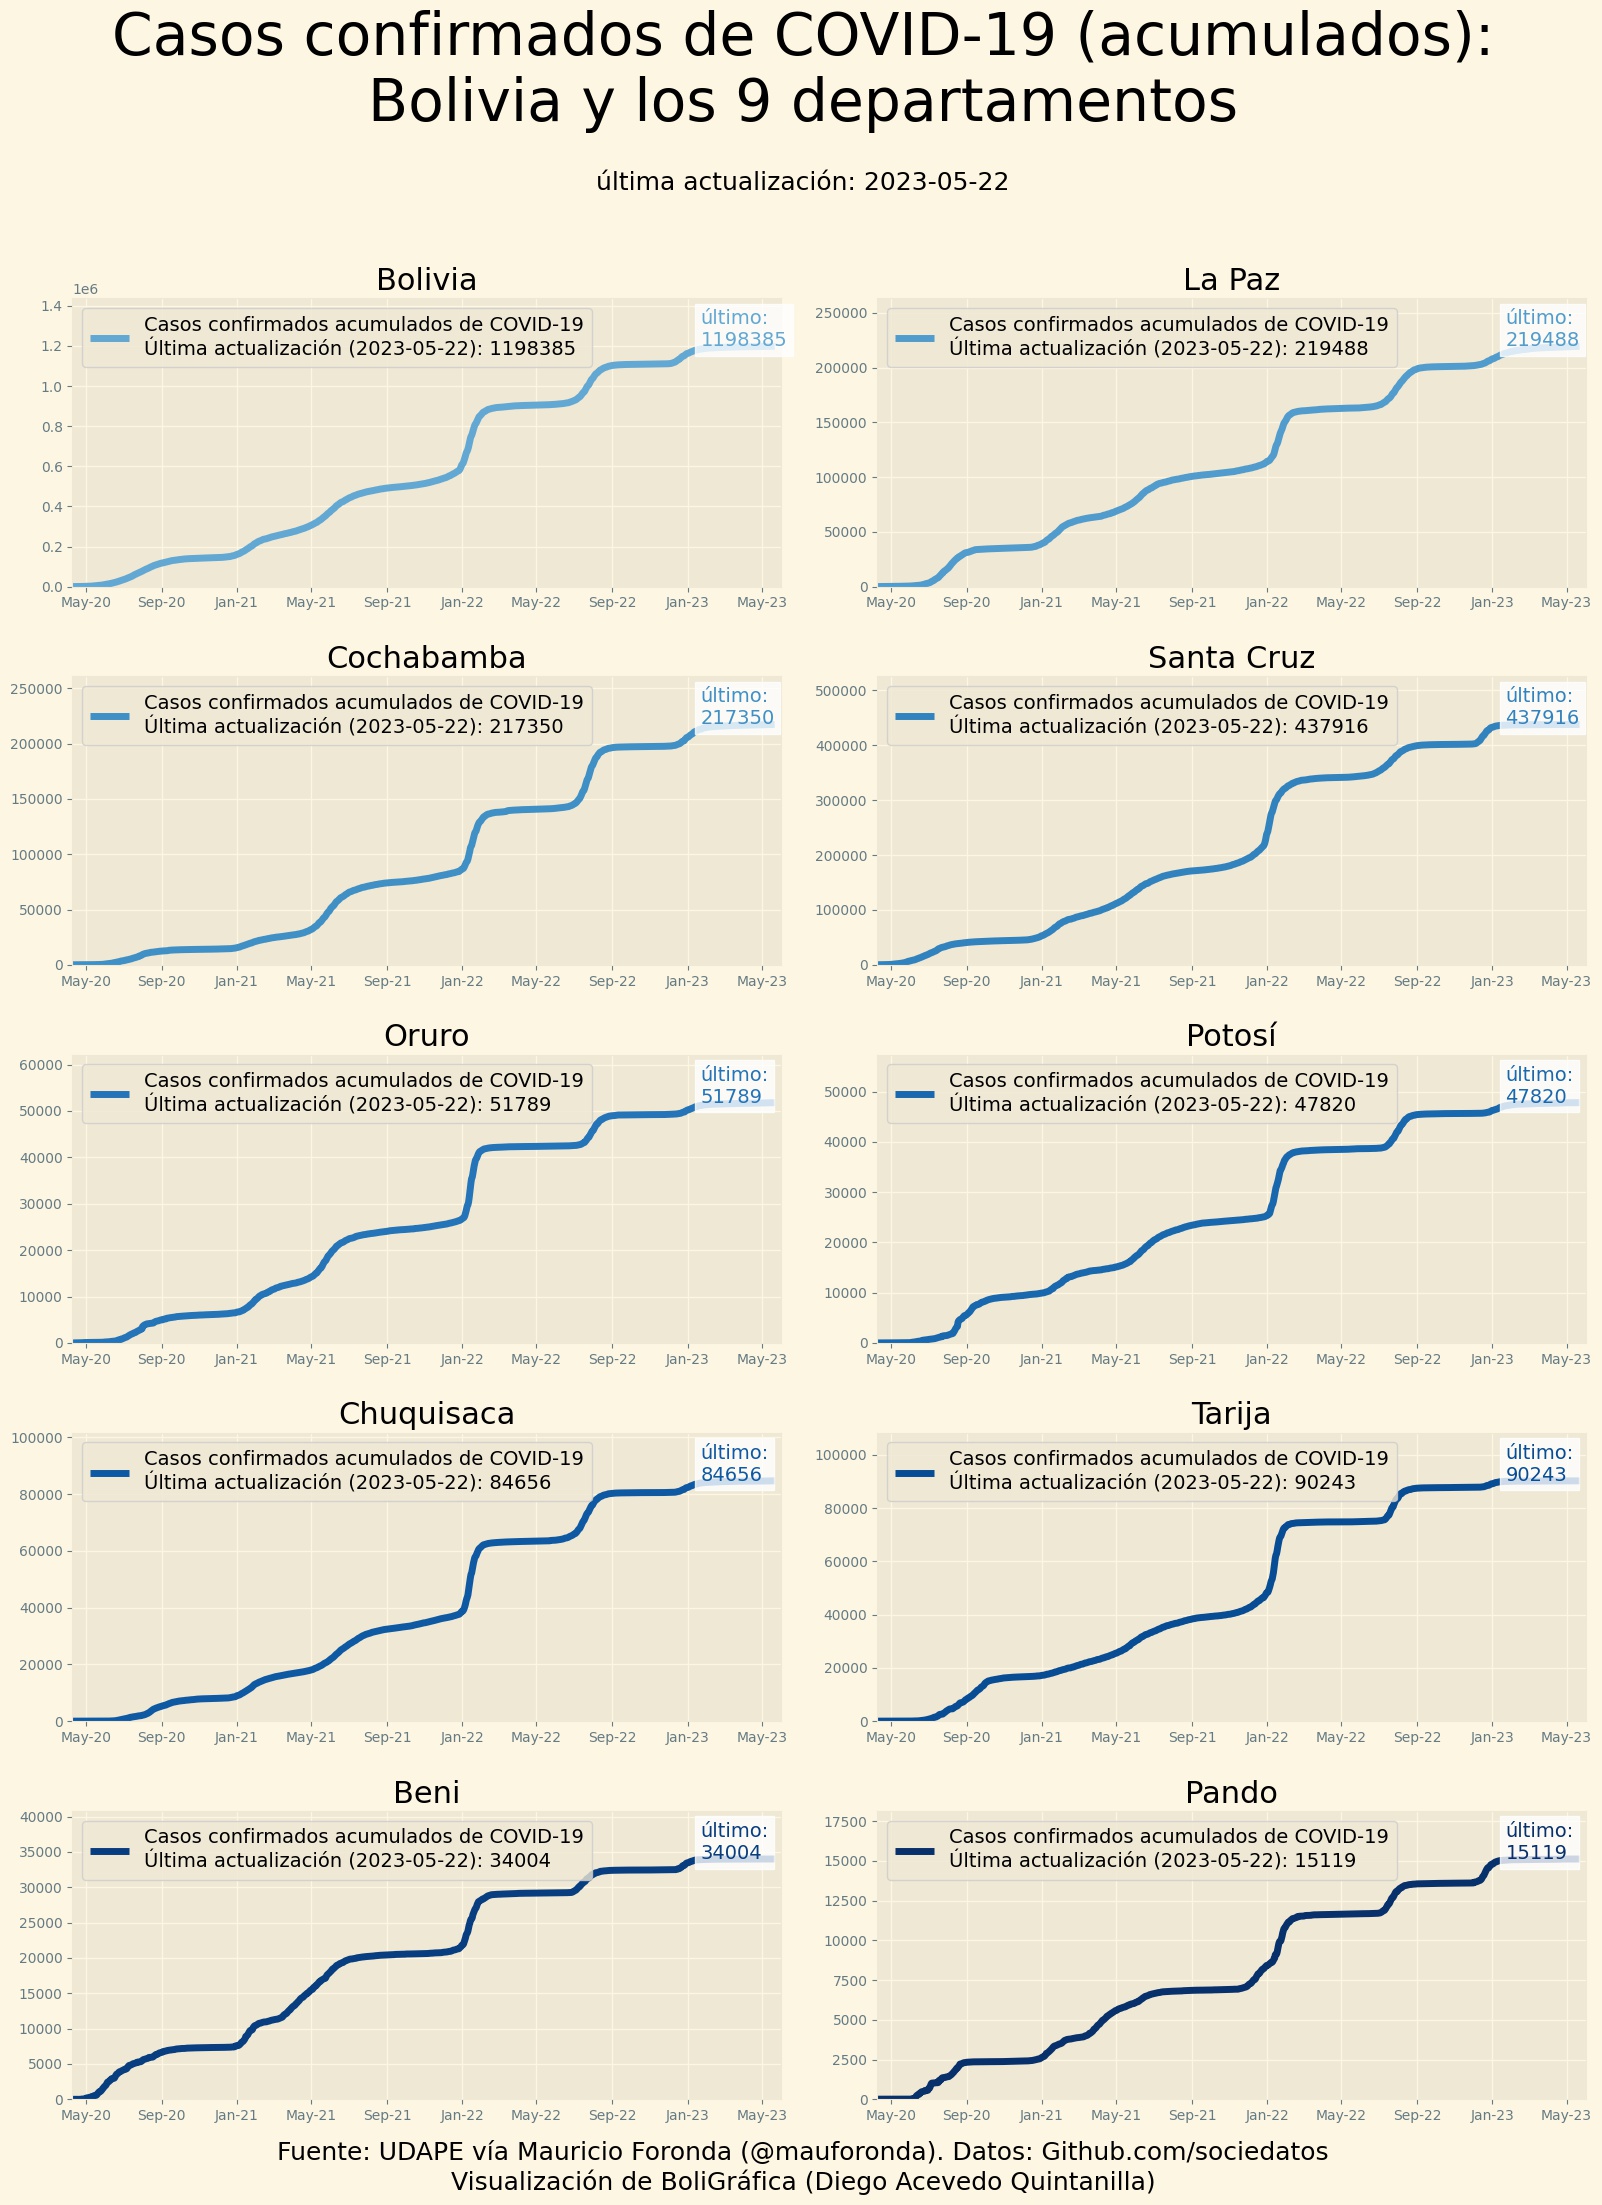 Casos confirmados de COVID-19 (acumulados):
Bolivia y los 9 departamentos
última actualización: 2023-05-22
Bolivia
1e6
1.4
1.2
1.0
0.8
0.6
0.4
0.2
0.0
Casos confirmados acumulados de COVID-19
Última actualización (2023-05-22): 1198385
último:
1198385
May-20 Sep-20 Jan-21 May-21 Sep-21 Jan-22 May-22 Sep-22 Jan-23 May-23
La Paz
250000
200000
150000
100000
50000
0
Casos confirmados acumulados de COVID-19
Última actualización (2023-05-22): 219488
último:
219488
May-20 Sep-20 Jan-21 May-21 Sep-21 Jan-22 May-22 Sep-22 Jan-23 May-23
Cochabamba
250000
200000
150000
100000
50000
0
Casos confirmados acumulados de COVID-19
Última actualización (2023-05-22): 217350
último:
217350
May-20 Sep-20 Jan-21 May-21 Sep-21 Jan-22 May-22 Sep-22 Jan-23 May-23
Santa Cruz
500000
400000
300000
200000
100000
0
Casos confirmados acumulados de COVID-19
Última actualización (2023-05-22): 437916
último:
437916
May-20 Sep-20 Jan-21 May-21 Sep-21 Jan-22 May-22 Sep-22 Jan-23 May-23
Oruro
60000
50000
40000
30000
20000
10000
0
Casos confirmados acumulados de COVID-19
Última actualización (2023-05-22): 51789
último:
51789
May-20 Sep-20 Jan-21 May-21 Sep-21 Jan-22 May-22 Sep-22 Jan-23 May-23
Potosí
50000
40000
30000
20000
10000
0
Casos confirmados acumulados de COVID-19
Última actualización (2023-05-22): 47820
último:
47820
May-20 Sep-20 Jan-21 May-21 Sep-21 Jan-22 May-22 Sep-22 Jan-23 May-23
Chuquisaca
100000
80000
60000
40000
20000
0
Casos confirmados acumulados de COVID-19
Última actualización (2023-05-22): 84656
último:
84656
May-20 Sep-20 Jan-21 May-21 Sep-21 Jan-22 May-22 Sep-22 Jan-23 May-23
Tarija
100000
80000
60000
40000
20000
0
Casos confirmados acumulados de COVID-19
Última actualización (2023-05-22): 90243
último:
90243
May-20 Sep-20 Jan-21 May-21 Sep-21 Jan-22 May-22 Sep-22 Jan-23 May-23
Beni
40000
35000
30000
25000
20000
15000
10000
5000
0
Casos confirmados acumulados de COVID-19
Última actualización (2023-05-22): 34004
último:
34004
May-20 Sep-20 Jan-21 May-21 Sep-21 Jan-22 May-22 Sep-22 Jan-23 May-23
Pando
17500
15000
12500
10000
7500
5000
2500
0
Casos confirmados acumulados de COVID-19
Última actualización (2023-05-22): 15119
último:
15119
May-20 Sep-20 Jan-21 May-21 Sep-21 Jan-22 May-22 Sep-22 Jan-23 May-23
Fuente: UDAPE vía Mauricio Foronda (@mauforonda). Datos: Github.com/sociedatos
Visualización de BoliGráfica (Diego Acevedo Quintanilla)